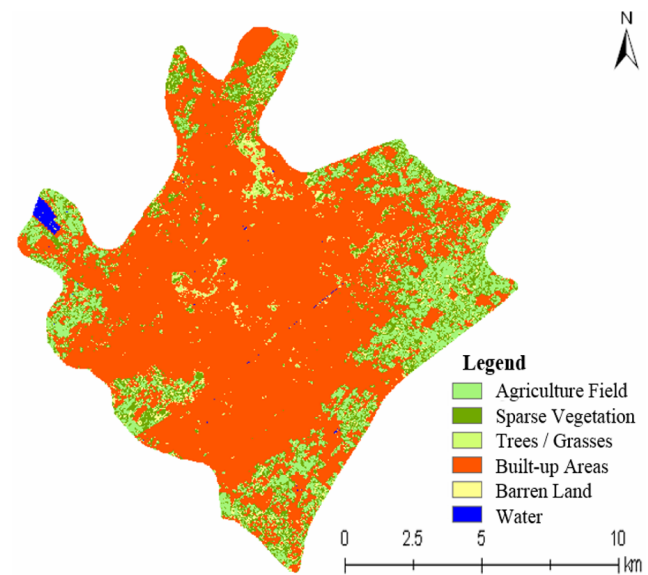 N
Legend
Agriculture Field
Sparse Vegetation
Trees / Grasses
Built-up Areas
Barren Land
Water
0 2.5 5 10
km